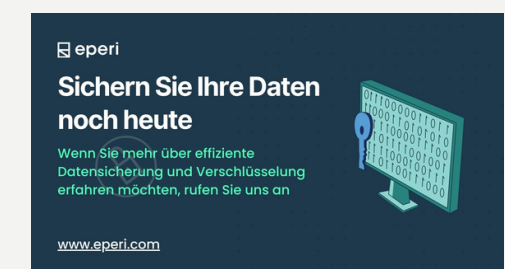 eperi
Sichern Sie Ihre Daten
noch heute
Wenn Sie mehr über effiziente
Datensicherung und Verschlüsselung
erfahren möchten, rufen Sie uns an
www.eperi.com